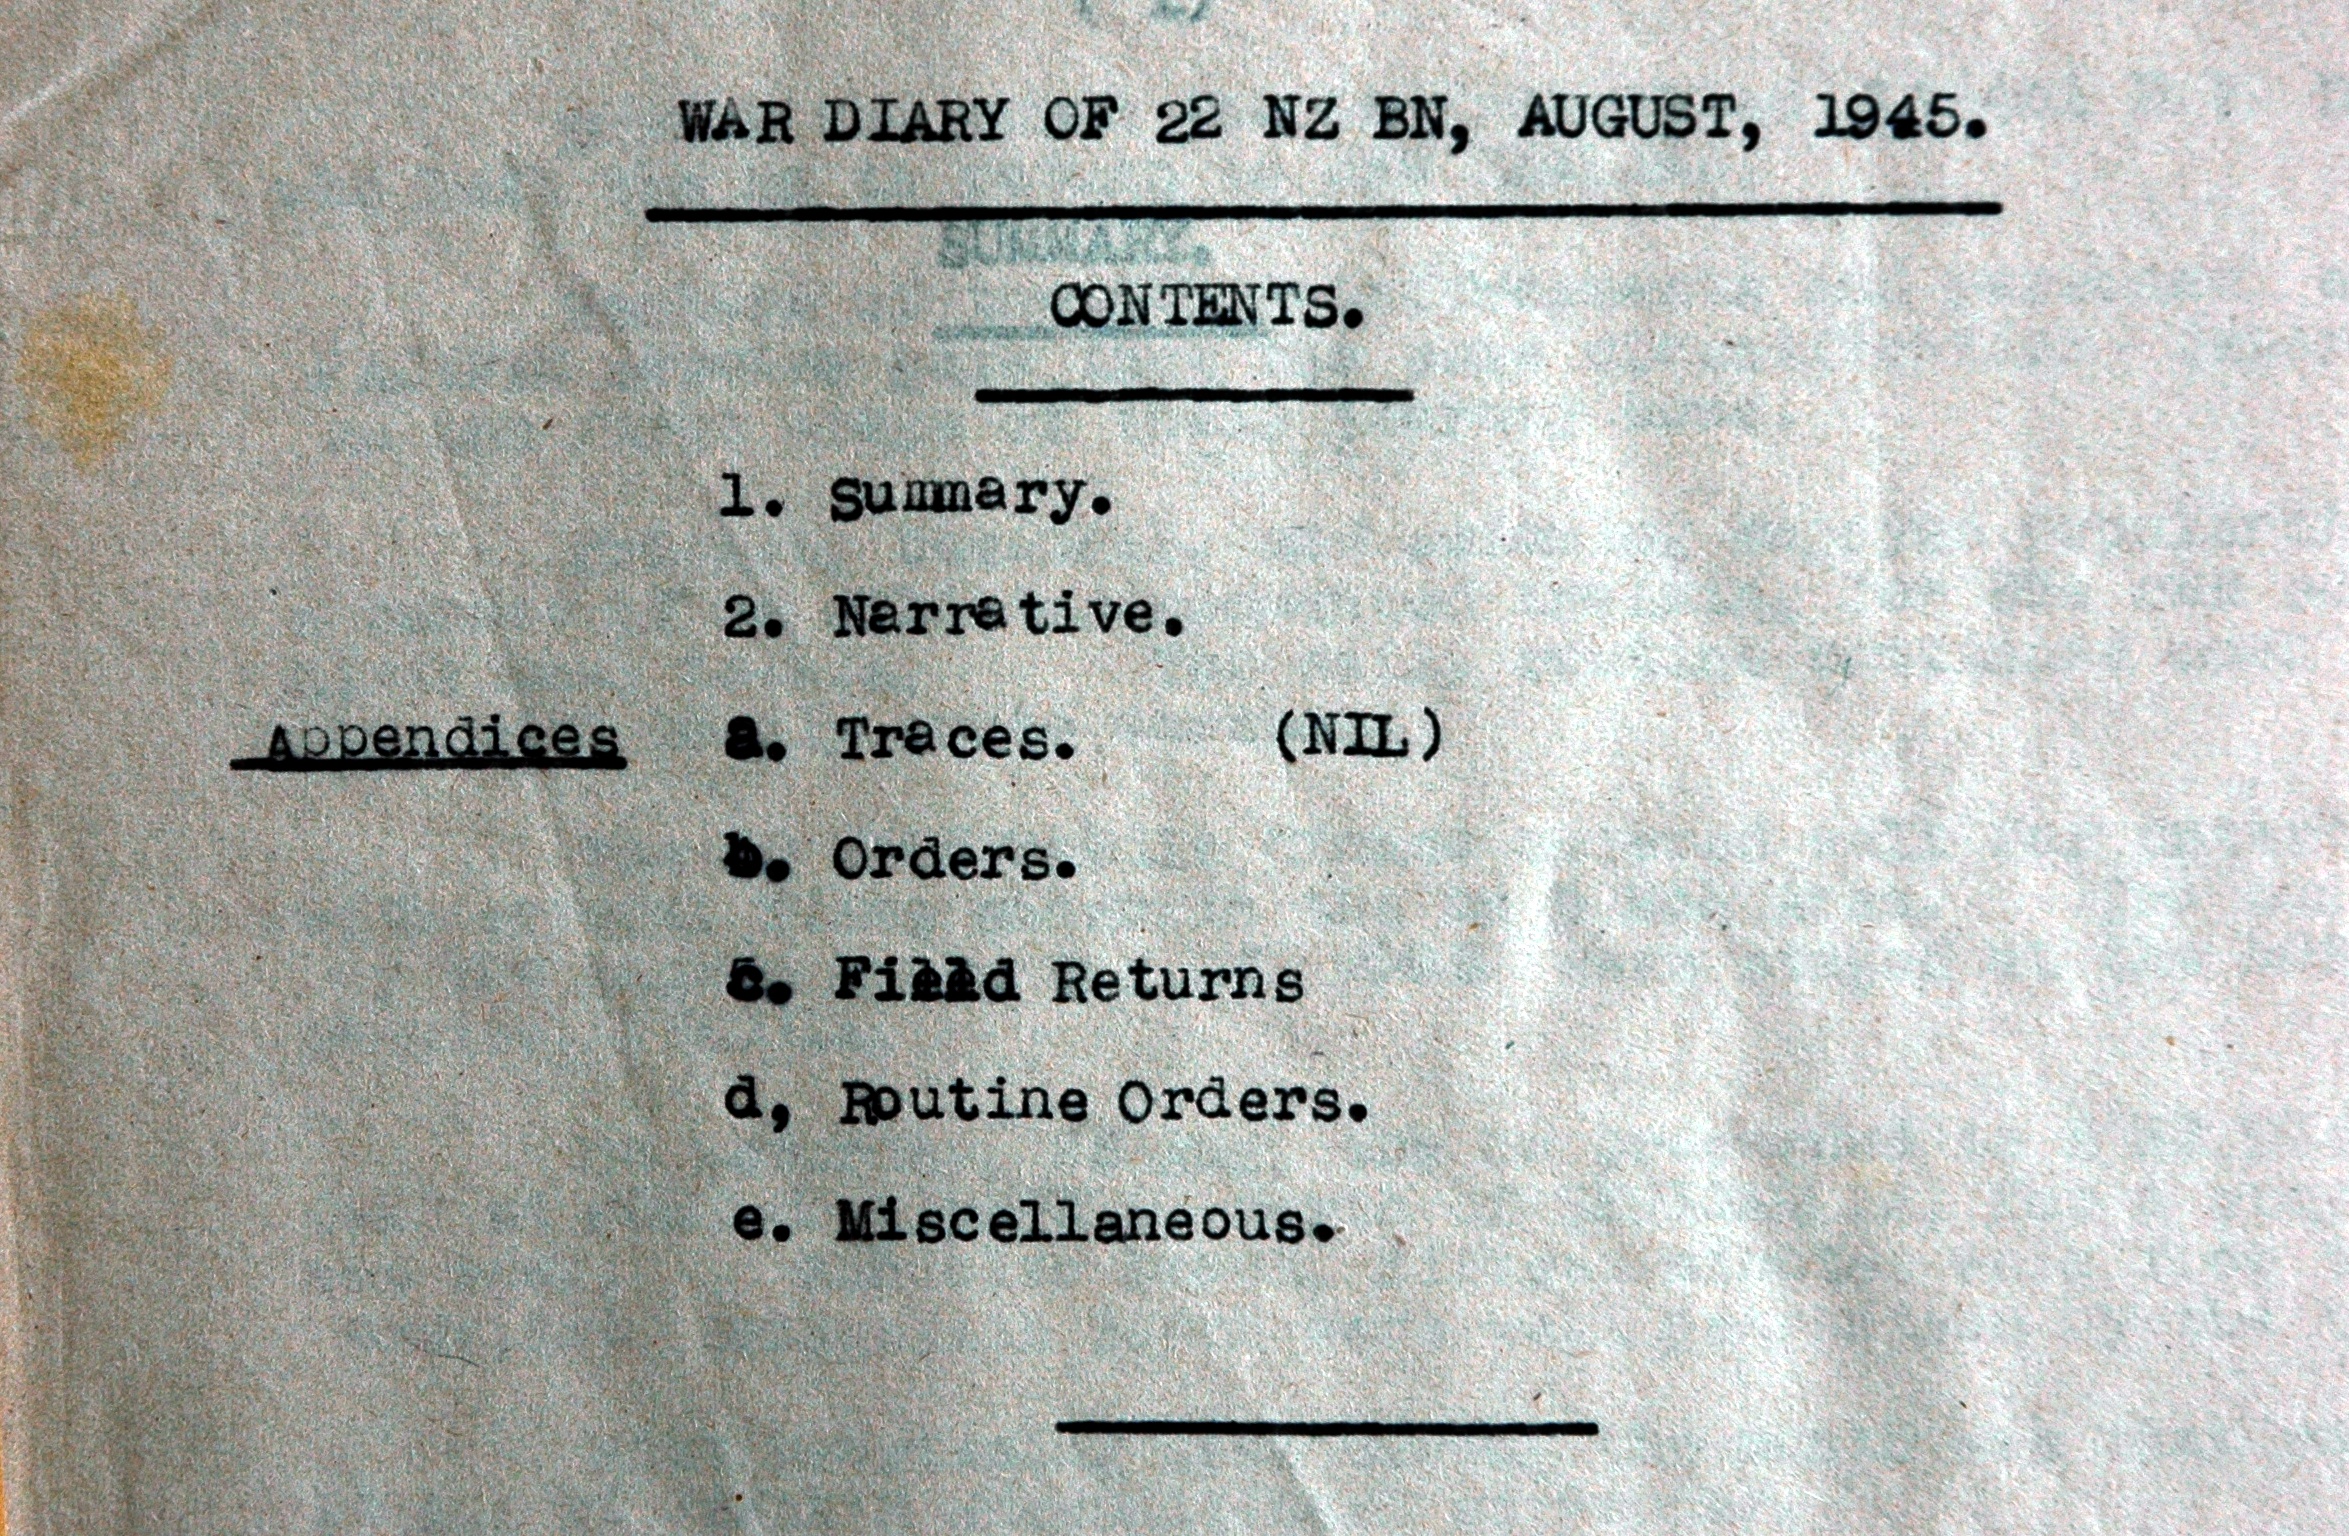 WAR DIARY OF 22 NZ BN, AUGUST, 1945.
SUMMARY.
CONTENTS.
1. Summary.
2. Narrative.
Appendices a. Traces. (NIL)
b. Orders.
c. Field Returns
d, Routine Orders.
e. Miscellaneous.